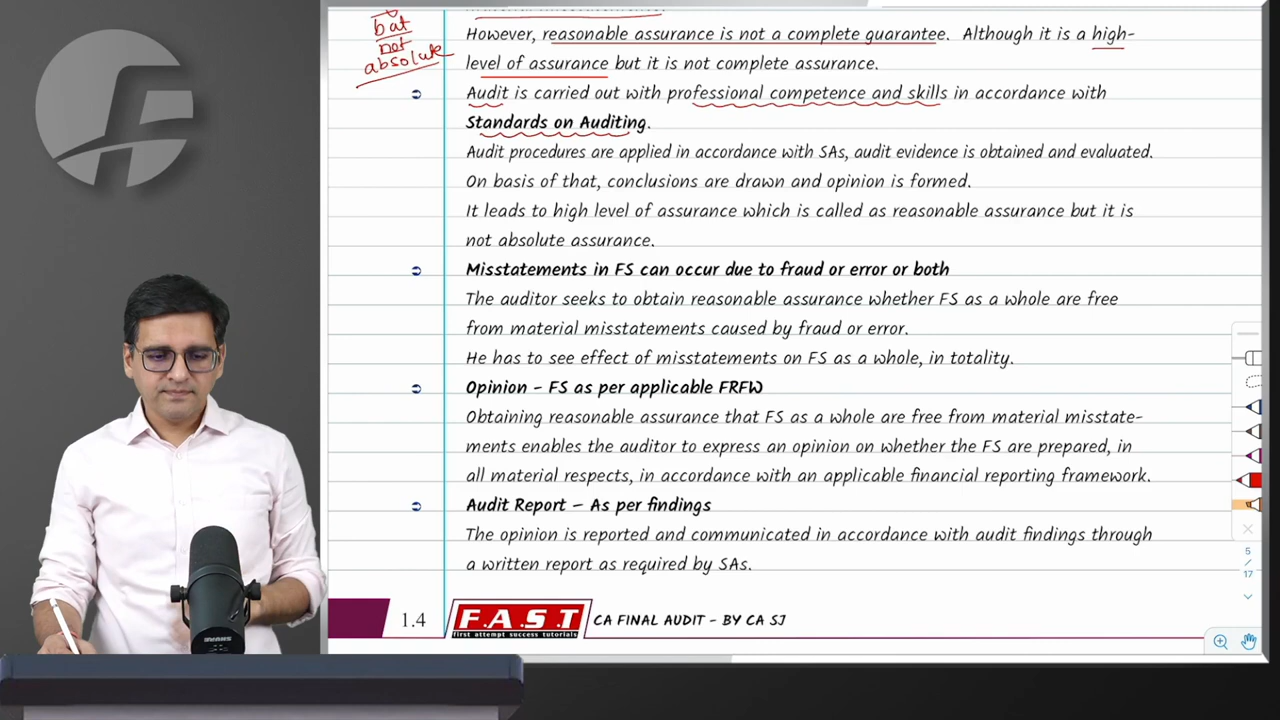 but
not
absolute
However, reasonable assurance is not a complete guarantee. Although it is a high-
level of assurance but it is not complete assurance.
Audit is carried out with professional competence and skills in accordance with
Standards on Auditing.
Audit procedures are applied in accordance with SAs, audit evidence is obtained and evaluated.
On basis of that, conclusions are drawn and opinion is formed.
It leads to high level of assurance which is called as reasonable assurance but it is
not absolute assurance.
Misstatements in FS can occur due to fraud or error or both
The auditor seeks to obtain reasonable assurance whether FS as a whole are free
from material misstatements caused by fraud or error.
He has to see effect of misstatements on FS as a whole, in totality.
Opinion - FS as per applicable FRFW
Obtaining reasonable assurance that FS as a whole are free from material misstate-
ments enables the auditor to express an opinion on whether the FS are prepared, in
all material respects, in accordance with an applicable financial reporting framework.
Audit Report – As per findings
The opinion is reported and communicated in accordance with audit findings through
a written report as required by SAs.
1.4
F.A.S.T
first attempt success tutorials
CA FINAL AUDIT - BY CA SJ
5
/
17
SHURE